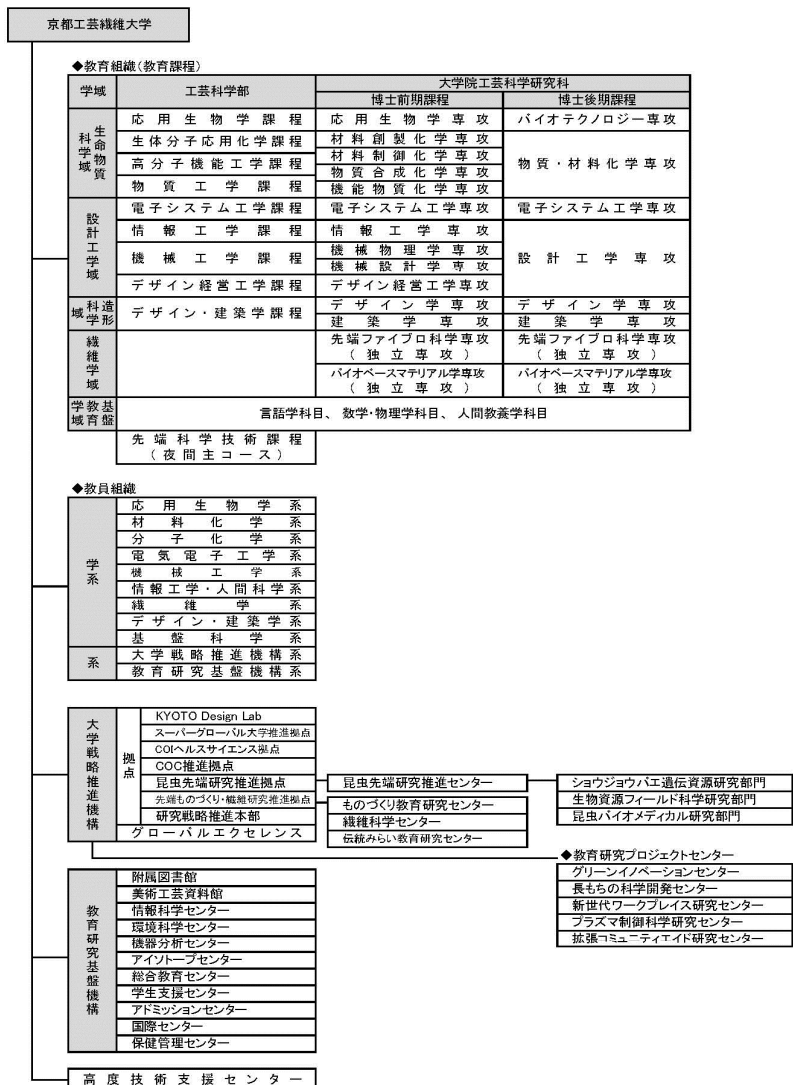 京都工芸繊維大学
◆教育組織(教育課程)
学域
工芸科学部
大学院工芸科学研究科
博士前期課程
博士後期課程
生命物質科学域
応用生物学課程
応用生物学専攻
バイオテクノロジー専攻
生体分子応用化学課程
高分子機能工学課程
物質工学課程
材料創製化学専攻
材料制御化学専攻
物質合成化学専攻
機能物質化学専攻
物質・材料化学専攻
設計工学域
電子システム工学課程
電子システム工学専攻
電子システム工学専攻
情報工学課程
情報工学専攻
機械工学課程
機械物理学専攻
機械設計学専攻
設計工学専攻
デザイン経営工学課程
デザイン経営工学専攻
造形科学域
デザイン・建築学課程
デザイン学専攻
デザイン学専攻
建築学専攻
建築学専攻
繊維学域
先端ファイブロ科学専攻
(独立専攻)
先端ファイブロ科学専攻
(独立専攻)
バイオベースマテリアル学専攻
(独立専攻)
バイオベースマテリアル学専攻
(独立専攻)
基盤教育学域
言語学科目、数学・物理学科目、人間教養学科目
先端科学技術課程
(夜間主コース)
◆教員組織
学系
応用生物学系
材料化学系
分子化学系
電気電子工学系
機械工学系
情報工学・人間科学系
繊維学系
デザイン・建築学系
基盤科学系
系
大学戦略推進機構系
教育研究基盤機構系
大学戦略推進機構
拠点
KYOTO Design Lab
スーパーグローバル大学推進拠点
COIヘルスサイエンス拠点
COC推進拠点
昆虫先端研究推進拠点
先端ものづくり・繊維研究推進拠点
研究戦略推進本部
グローバルエクセレンス
昆虫先端研究推進センター
ものづくり教育研究センター
繊維科学センター
伝統みらい教育研究センター
ショウジョウバエ遺伝資源研究部門
生物資源フィールド科学研究部門
昆虫バイオメディカル研究部門
◆教育研究プロジェクトセンター
グリーンイノベーションセンター
長もちの科学開発センター
新世代ワークプレイス研究センター
プラズマ制御科学研究センター
拡張コミュニティエイド研究センター
教育研究基盤機構
附属図書館
美術工芸資料館
情報科学センター
環境科学センター
機器分析センター
アイソトープセンター
総合教育センター
学生支援センター
アドミッションセンター
国際センター
保健管理センター
高度技術支援センター